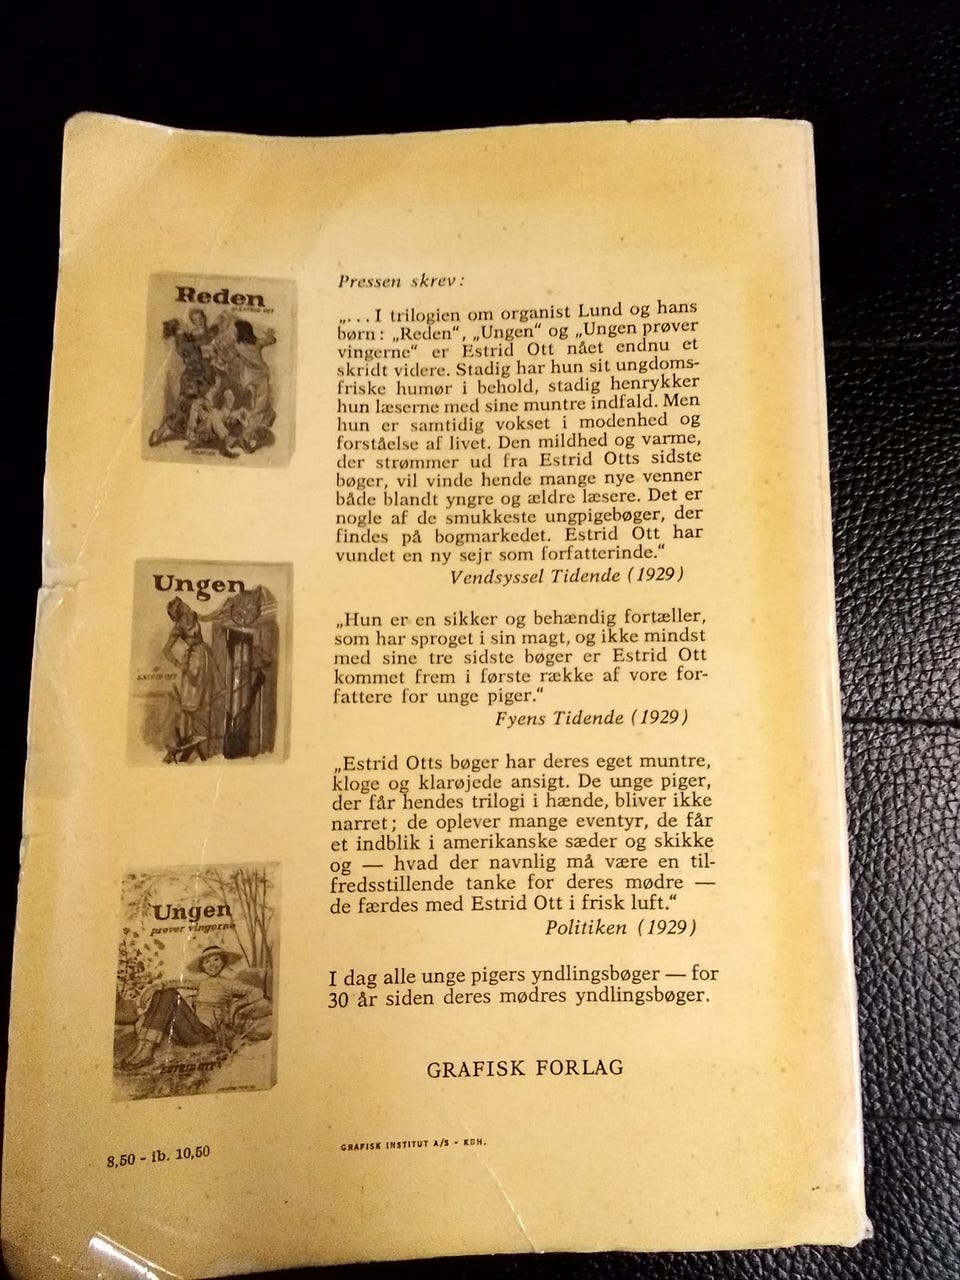 Reden
ESTRID OTT
Ungen
ESTRID OTT
Ungen
prøver vingerne
ESTRID OTT
Pressen skrev:
„...I trilogien om organist Lund og hans
børn: „Reden“, „Ungen“ og „Ungen prøver
vingerne“ er Estrid Ott nået endnu et
skridt videre. Stadig har hun sit ungdoms-
friske humør i behold, stadig henrykker
hun læserne med sine muntre indfald. Men
hun er samtidig vokset i modenhed og
forståelse af livet. Den mildhed og varme,
der strømmer ud fra Estrid Otts sidste
bøger, vil vinde hende mange nye venner
både blandt yngre og ældre læsere. Det er
nogle af de smukkeste ungpigebøger, der
findes på bogmarkedet. Estrid Ott har
vundet en ny sejr som forfatterinde.“
Vendsyssel Tidende (1929)
„Hun er en sikker og behændig fortæller,
som har sproget i sin magt, og ikke mindst
med sine tre sidste bøger er Estrid Ott
kommet frem i første række af vore for-
fattere for unge piger.“
Fyens Tidende (1929)
„Estrid Otts bøger har deres eget muntre,
kloge og klarøjede ansigt. De unge piger,
der får hendes trilogi i hænde, bliver ikke
narret; de oplever mange eventyr, de får
et indblik i amerikanske sæder og skikke
og — hvad der navnlig må være en til-
fredsstillende tanke for deres mødre —
de færdes med Estrid Ott i frisk luft.“
Politiken (1929)
I dag alle unge pigers yndlingsbøger — for
30 år siden deres mødres yndlingsbøger.
GRAFISK FORLAG
GRAFISK INSTITUT A/S - KBH.
8,50 - ib. 10,50